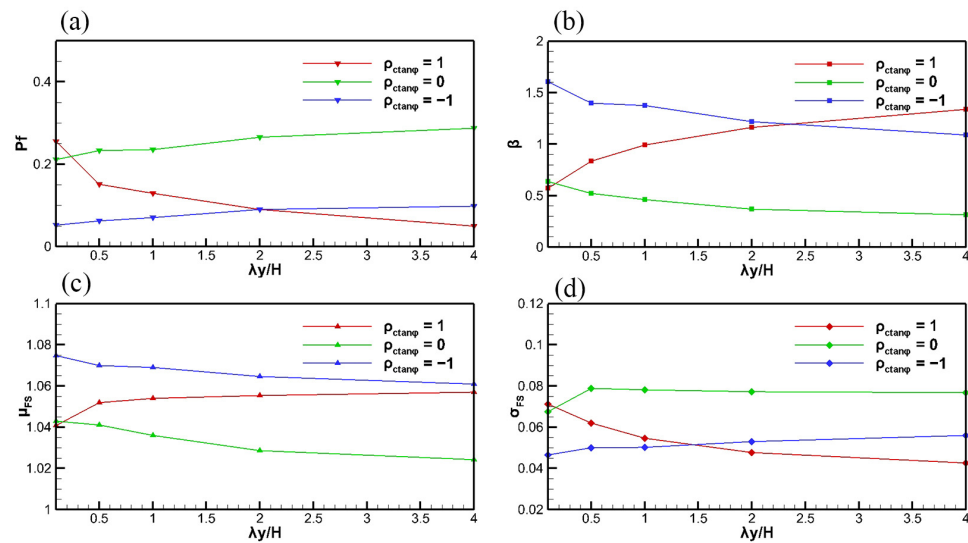 (a)
Pf
0.4
0.2
0
0.5 1 1.5 2 2.5 3 3.5 4
λy/H
ρctanφ = 1
ρctanφ = 0
ρctanφ = −1
(b)
β
2
1.5
1
0.5
0
0.5 1 1.5 2 2.5 3 3.5 4
λy/H
ρctanφ = 1
ρctanφ = 0
ρctanφ = −1
(c)
μFS
1.1
1.08
1.06
1.04
1.02
1
0.5 1 1.5 2 2.5 3 3.5 4
λy/H
ρctanφ = 1
ρctanφ = 0
ρctanφ = −1
(d)
σFS
0.12
0.1
0.08
0.06
0.04
0.02
0.5 1 1.5 2 2.5 3 3.5 4
λy/H
ρctanφ = 1
ρctanφ = 0
ρctanφ = −1